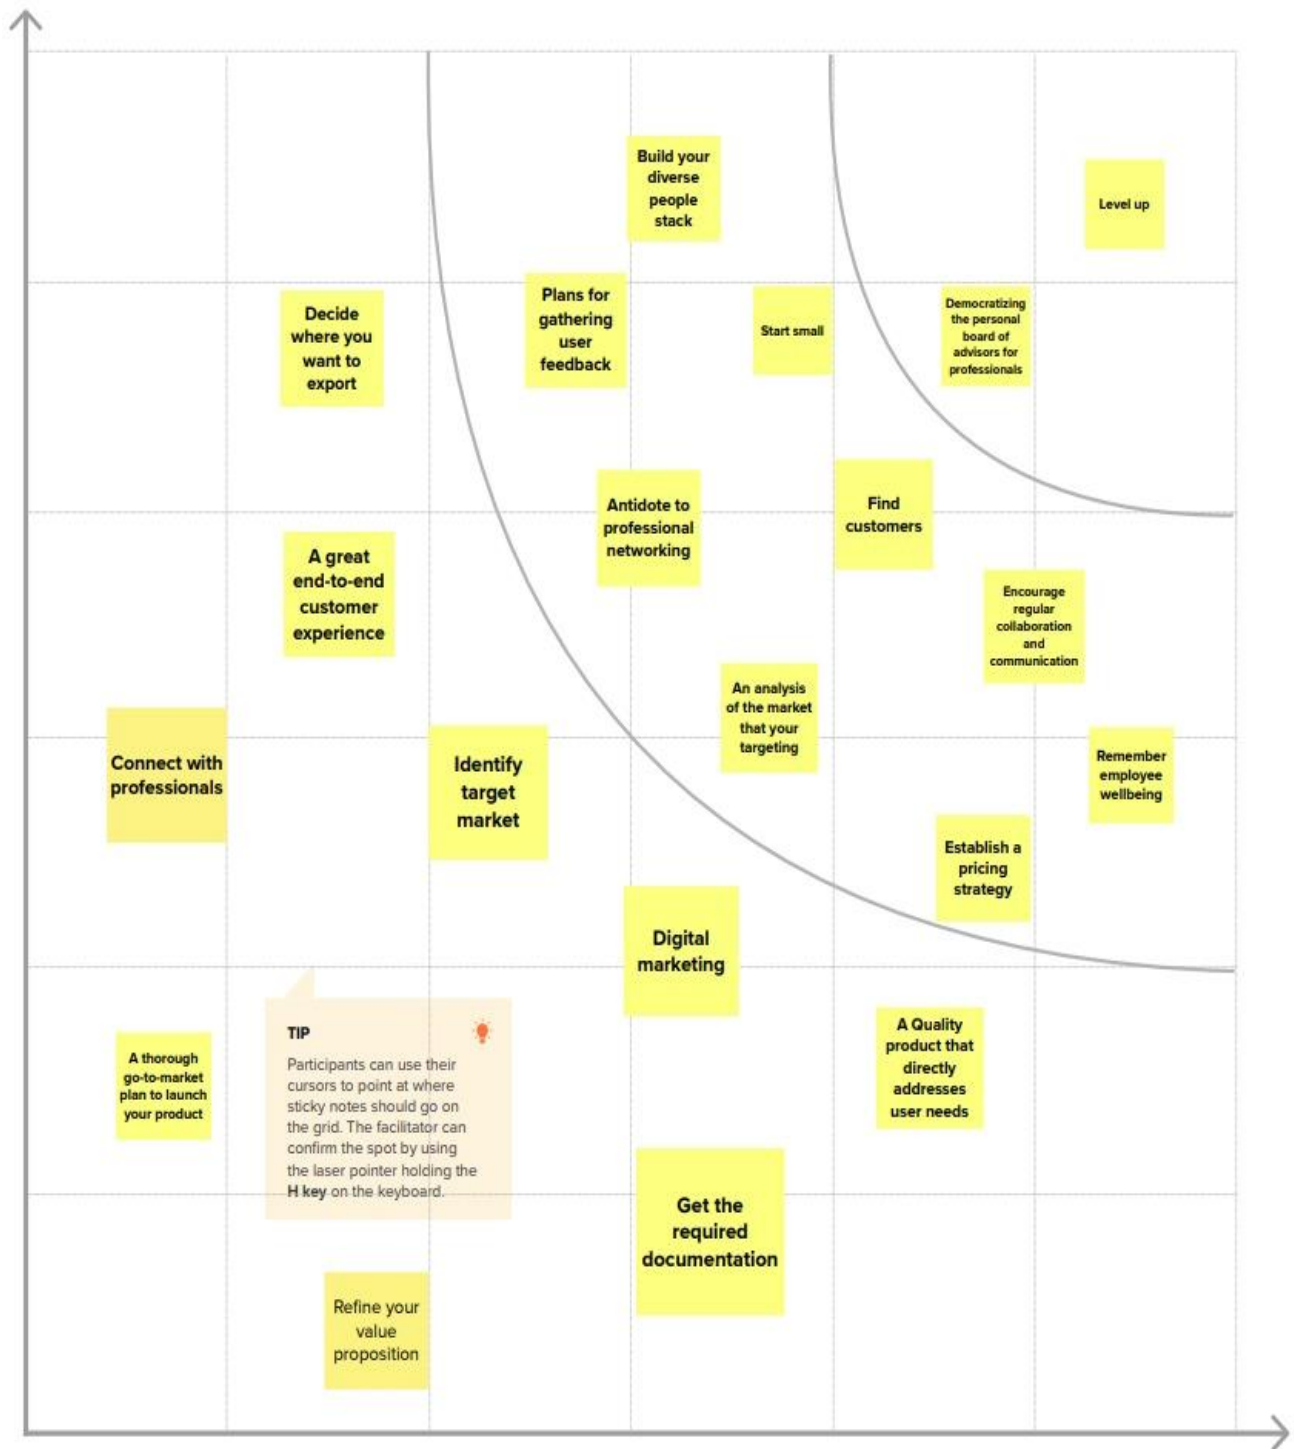 Build your
diverse
people
stack
Level up
Decide
where you
want to
export
Plans for
gathering
user
feedback
Start small
Democratizing
the personal
board of
advisors for
professionals
Antidote to
professional
networking
Find
customers
A great
end-to-end
customer
experience
Encourage
regular
collaboration
and
communication
An analysis
of the market
that your
targeting
Connect with
professionals
Identify
target
market
Remember
employee
wellbeing
Establish a
pricing
strategy
Digital
marketing
A thorough
go-to-market
plan to launch
your product
TIP
Participants can use their
cursors to point at where
sticky notes should go on
the grid. The facilitator can
confirm the spot by using
the laser pointer holding the
H key on the keyboard.
A Quality
product that
directly
addresses
user needs
Get the
required
documentation
Refine your
value
proposition